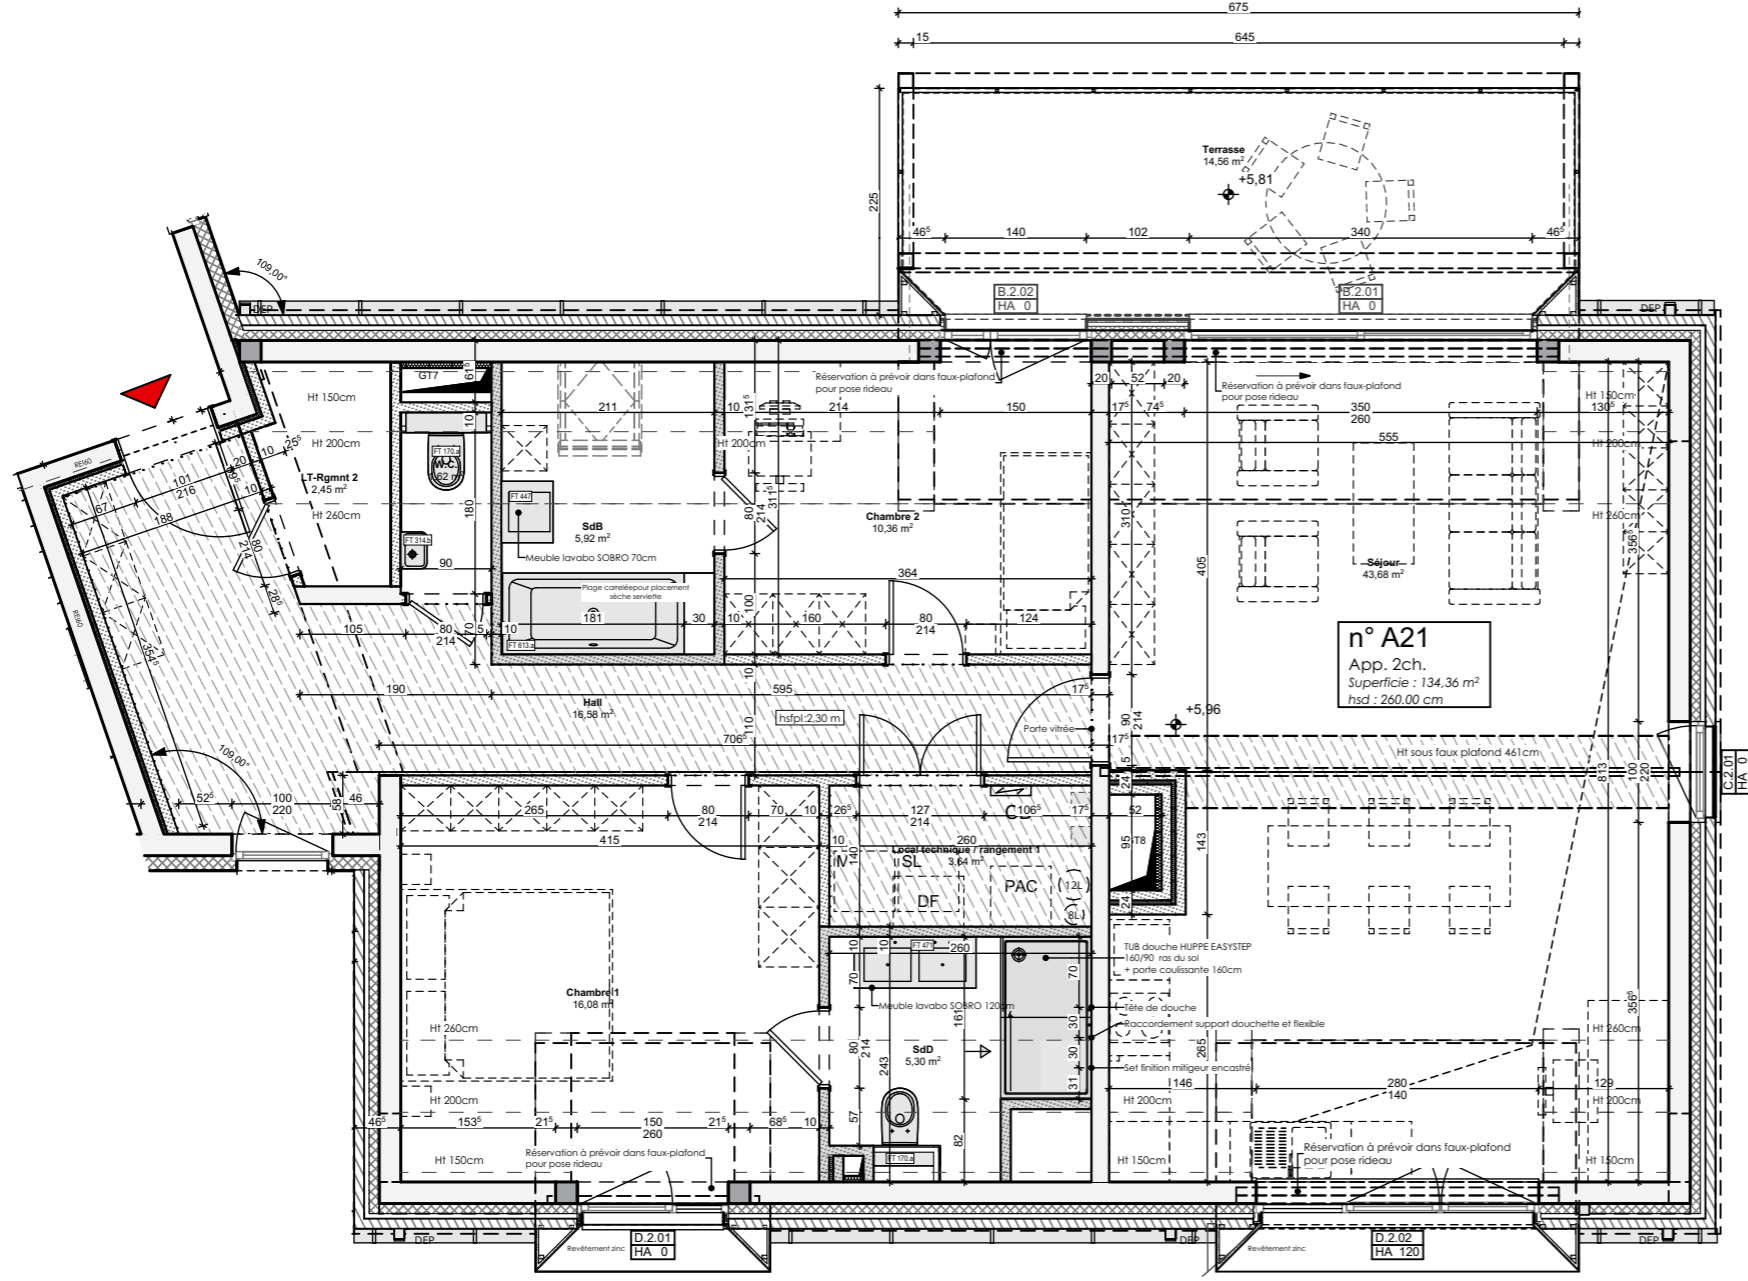 675
15 645
Terrasse
14,56 m²
+5,81
225
46⁵ 140 102 340 46⁵
109,00°
DEP
B.2.02
HA 0
B.2.01
HA 0
DEP
GT7
61⁵
10
Ht 150cm
Réservation à prévoir dans faux-plafond
pour pose rideau
20 52 20
Réservation à prévoir dans faux-plafond
pour pose rideau
Ht 150cm
211 10 131⁵ 214 150 17⁵ 74⁵ 350 130⁵
260
555
Ht 200cm
Ht 200cm
Ht 200cm
REI60
20 10 25⁵
101
216
67
188
10
LT-Rgmnt 2
2,45 m²
Ht 260cm
FT 170.a
W.C.
180
FT 447
SdB
5,92 m²
80
214
311⁵
Chambre 2
10,36 m²
310
Ht 260cm
356⁵
80
214
FT 314.b
90
Meuble lavabo SOBRO 70cm
Séjour
43,68 m²
405
28⁵
Plage carreléepour placement
sèche serviette
364
REI60
105 80 5 10 181 30 10 160 80 124
214 214
70
100
FT 613.a
n° A21
App. 2ch.
Superficie : 134,36 m²
hsd : 260.00 cm
354⁵
190 595 17⁵
10
Hall
16,58 m²
hsfpl:2,30 m
110
90
214
+5,96
Porte vitrée
706⁵ 17⁵
5
109,00°
Ht sous faux plafond 461cm
813
100
220
C.2.01
HA 0
52⁵ 100 46
220
58
265 80 70 10 26⁵ 127 106⁵ 17⁵ 52
214 214
24
95
143
415 10 260
140
Local technique / rangement 1
3,64 m²
SL
DF
PAC
12L
8L
24
10
10
FT 471
260
TUB douche HUPPE EASYSTEP
160/90 ras du sol
+ porte coulissante 160cm
70
70
Chambre 1
16,08 m²
Meuble lavabo SOBRO 120cm
161
Tête de douche
356⁵
Ht 260cm
30
Raccordement support douchette et flexible
Ht 260cm
80
214
SdD
5,30 m²
243
30
265
Set finition mitigeur encastré
31
146 280 129
140
Ht 200cm
Ht 200cm
Ht 200cm
46⁵ 153⁵ 21⁵ 150 21⁵ 68⁵ 10
260
57
82
Ht 150cm
Réservation à prévoir dans faux-plafond
pour pose rideau
FT 170.a
Ht 150cm
Réservation à prévoir dans faux-plafond
pour pose rideau
Ht 150cm
DEP
Revêtement zinc
D.2.01
HA 0
DEP
Revêtement zinc
D.2.02
HA 120
DEP